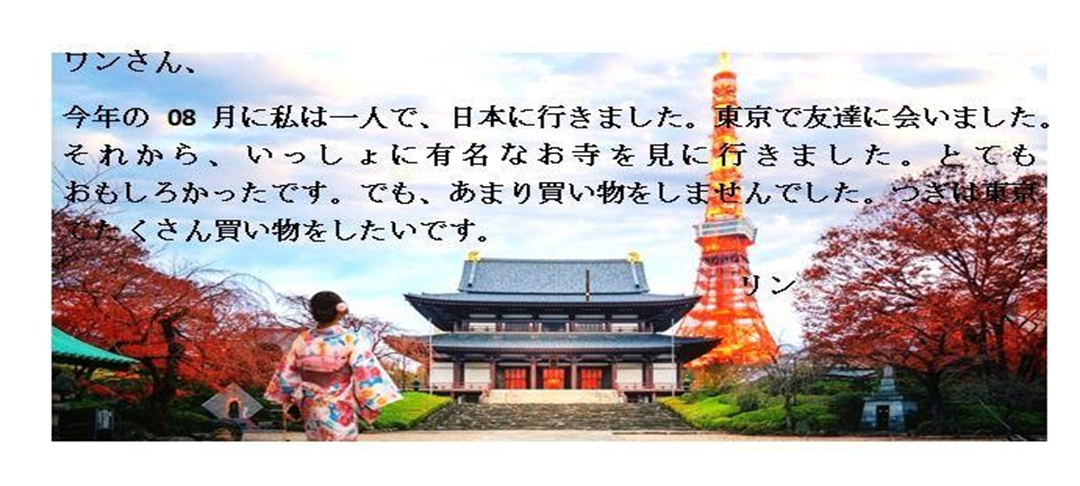 ワンさん、
今年の 08 月に私は一人で、日本に行きました。東京で友達に会いました。
それから、いっしょに有名なお寺を見に行きました。とても
おもしろかったです。でも、あまり買い物をしませんでした。つぎは東京
でたくさん買い物をしたいです。
リン